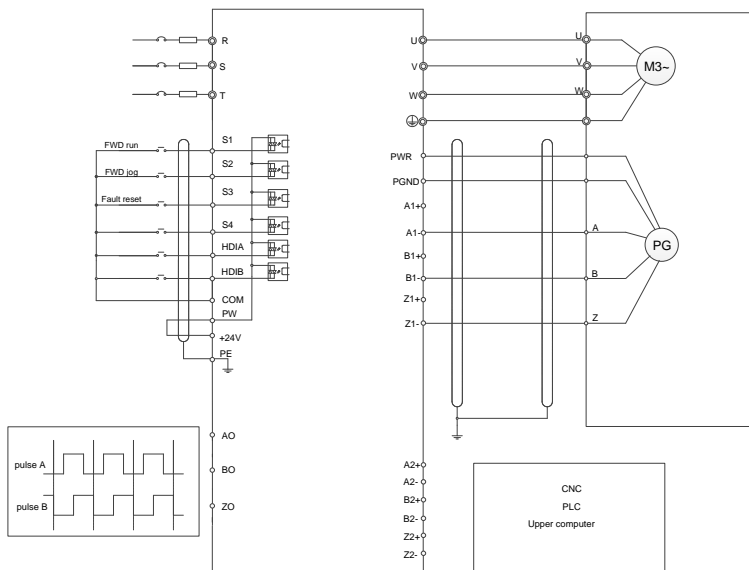 R
S
T
FWD run
S1
FWD jog
S2
Fault reset
S3
S4
HDIA
HDIB
COM
PW
+24V
PE
pulse A
pulse B
AO
BO
ZO
U
V
W
PWR
PGND
A1+
A1-
B1+
B1-
Z1+
Z1-
A2+
A2-
B2+
B2-
Z2+
Z2-
U
V
W
M3~
A
B
Z
PG
CNC
PLC
Upper computer